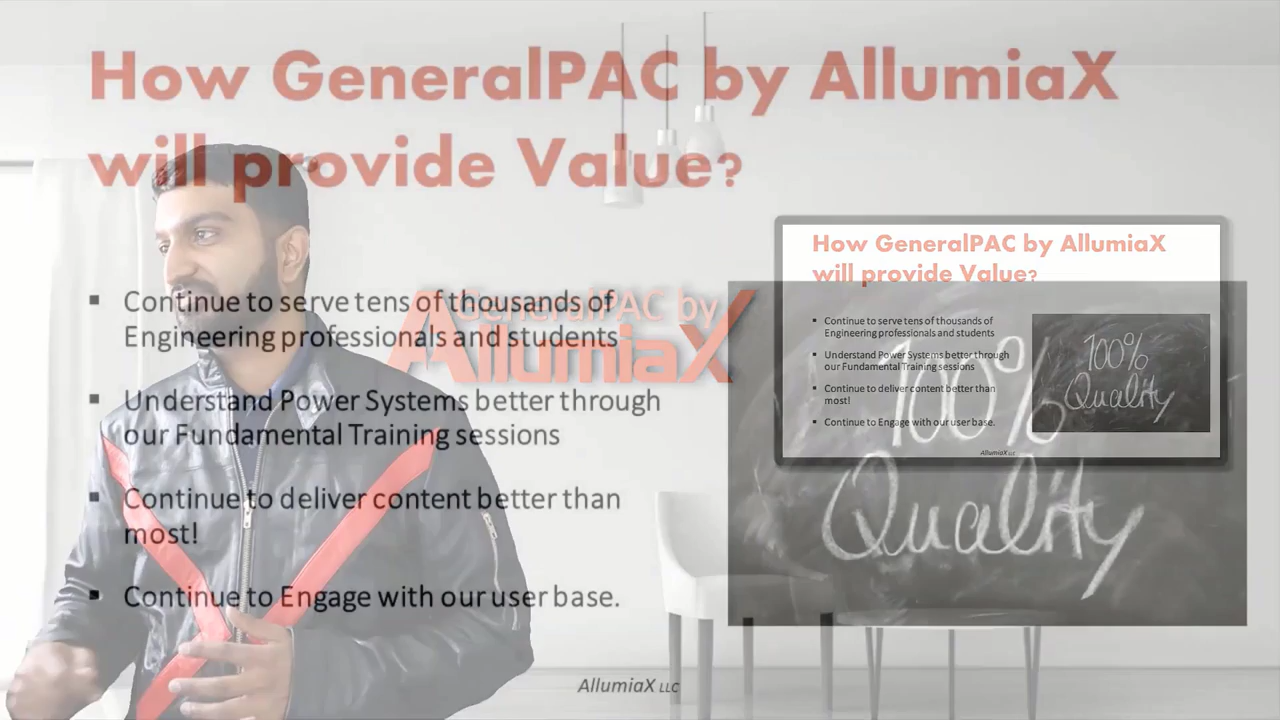 How GeneralPAC by AllumiaX
will provide Value?
▪ Continue to serve tens of thousands of
Engineering professionals and students
▪ Understand Power Systems better through
our Fundamental Training sessions
▪ Continue to deliver content better than
most!
▪ Continue to Engage with our user base.
AllumiaX LLC
GeneralPAC by
AllumiaX
100%
Quality
How GeneralPAC by AllumiaX
will provide Value?
▪ Continue to serve tens of thousands of
Engineering professionals and students
▪ Understand Power Systems better through
our Fundamental Training sessions
▪ Continue to deliver content better than
most!
▪ Continue to Engage with our user base.
100%
Quality
AllumiaX LLC